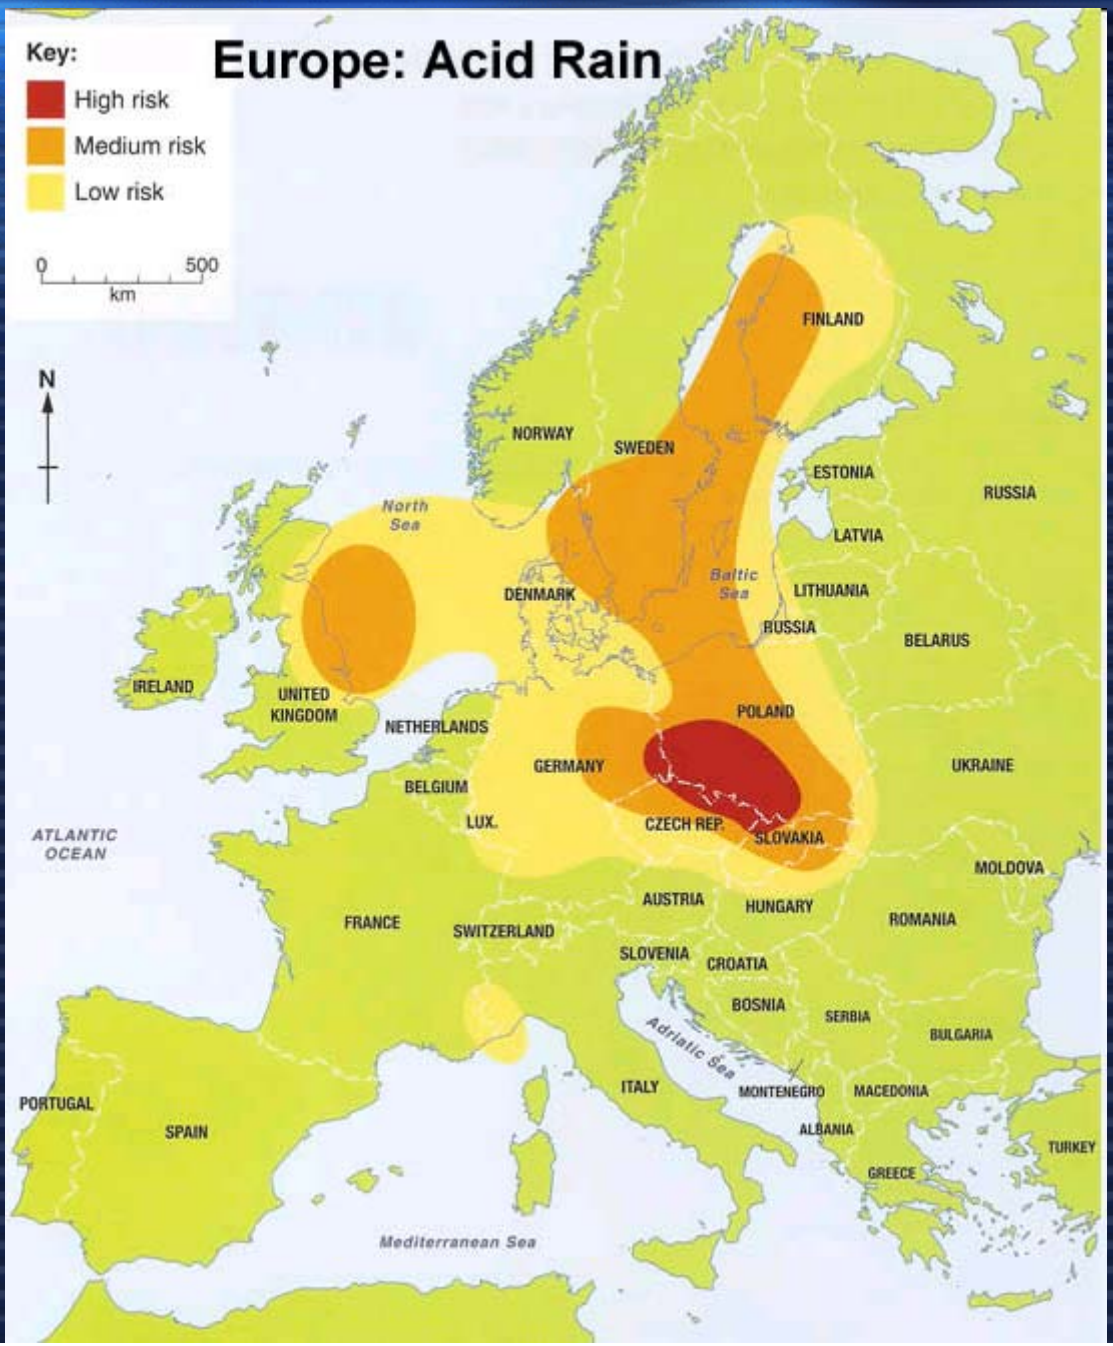 Europe: Acid Rain
Key:
High risk
Medium risk
Low risk
0 500
km
N
FINLAND
NORWAY
SWEDEN
ESTONIA
RUSSIA
North
Sea
LATVIA
Baltic
Sea
DENMARK
LITHUANIA
RUSSIA
BELARUS
IRELAND
UNITED
KINGDOM
NETHERLANDS
POLAND
GERMANY
UKRAINE
BELGIUM
LUX.
CZECH REP.
SLOVAKIA
ATLANTIC
OCEAN
MOLDOVA
AUSTRIA
HUNGARY
FRANCE
SWITZERLAND
ROMANIA
SLOVENIA
CROATIA
BOSNIA
SERBIA
BULGARIA
Adriatic Sea
ITALY
MONTENEGRO
MACEDONIA
PORTUGAL
SPAIN
ALBANIA
TURKEY
GREECE
Mediterranean Sea